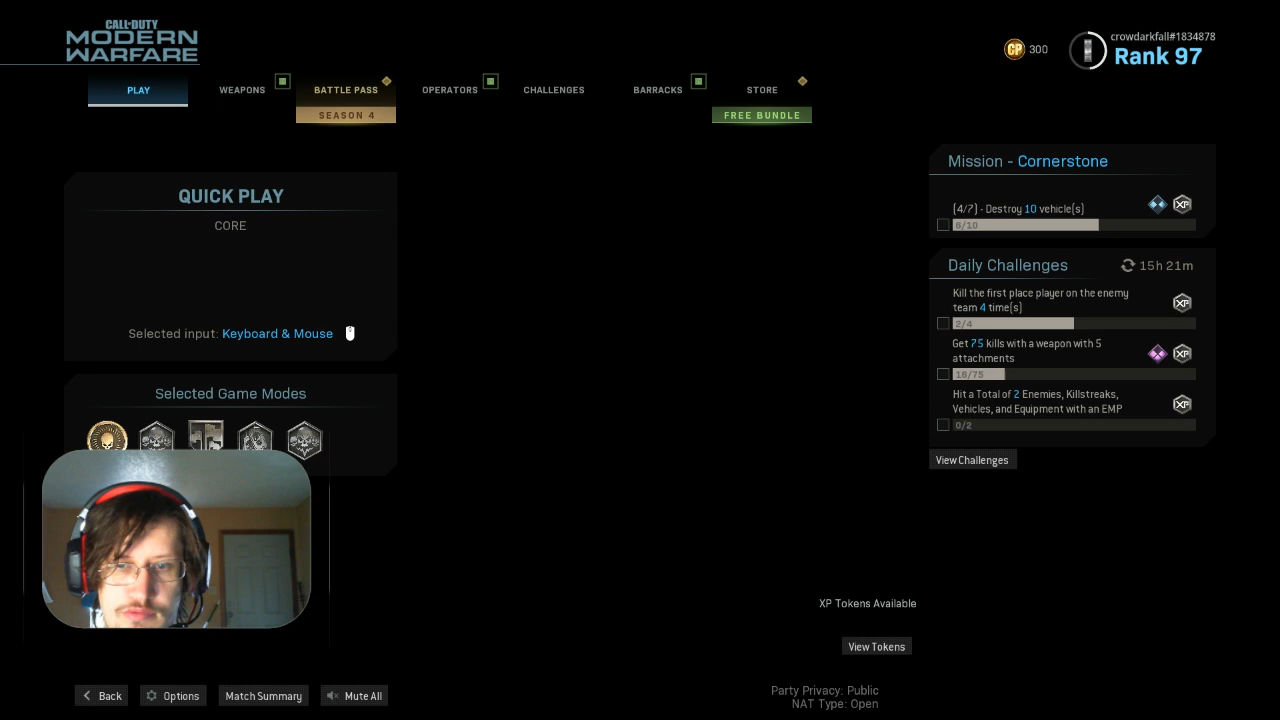 CALL OF DUTY
MODERN
WARFARE
CP 300
crowdarkfall#1834878
Rank 97
PLAY
WEAPONS
BATTLE PASS
OPERATORS
CHALLENGES
BARRACKS
STORE
SEASON 4
FREE BUNDLE
QUICK PLAY
CORE
Selected input: Keyboard & Mouse
Selected Game Modes
Mission - Cornerstone
(4/7) - Destroy 10 vehicle(s)
XP
6/10
Daily Challenges
15h 21m
Kill the first place player on the enemy
team 4 time(s)
XP
2/4
Get 75 kills with a weapon with 5
attachments
XP
16/75
Hit a Total of 2 Enemies, Killstreaks,
Vehicles, and Equipment with an EMP
XP
0/2
View Challenges
XP Tokens Available
View Tokens
Back
Options
Match Summary
Mute All
Party Privacy: Public
NAT Type: Open